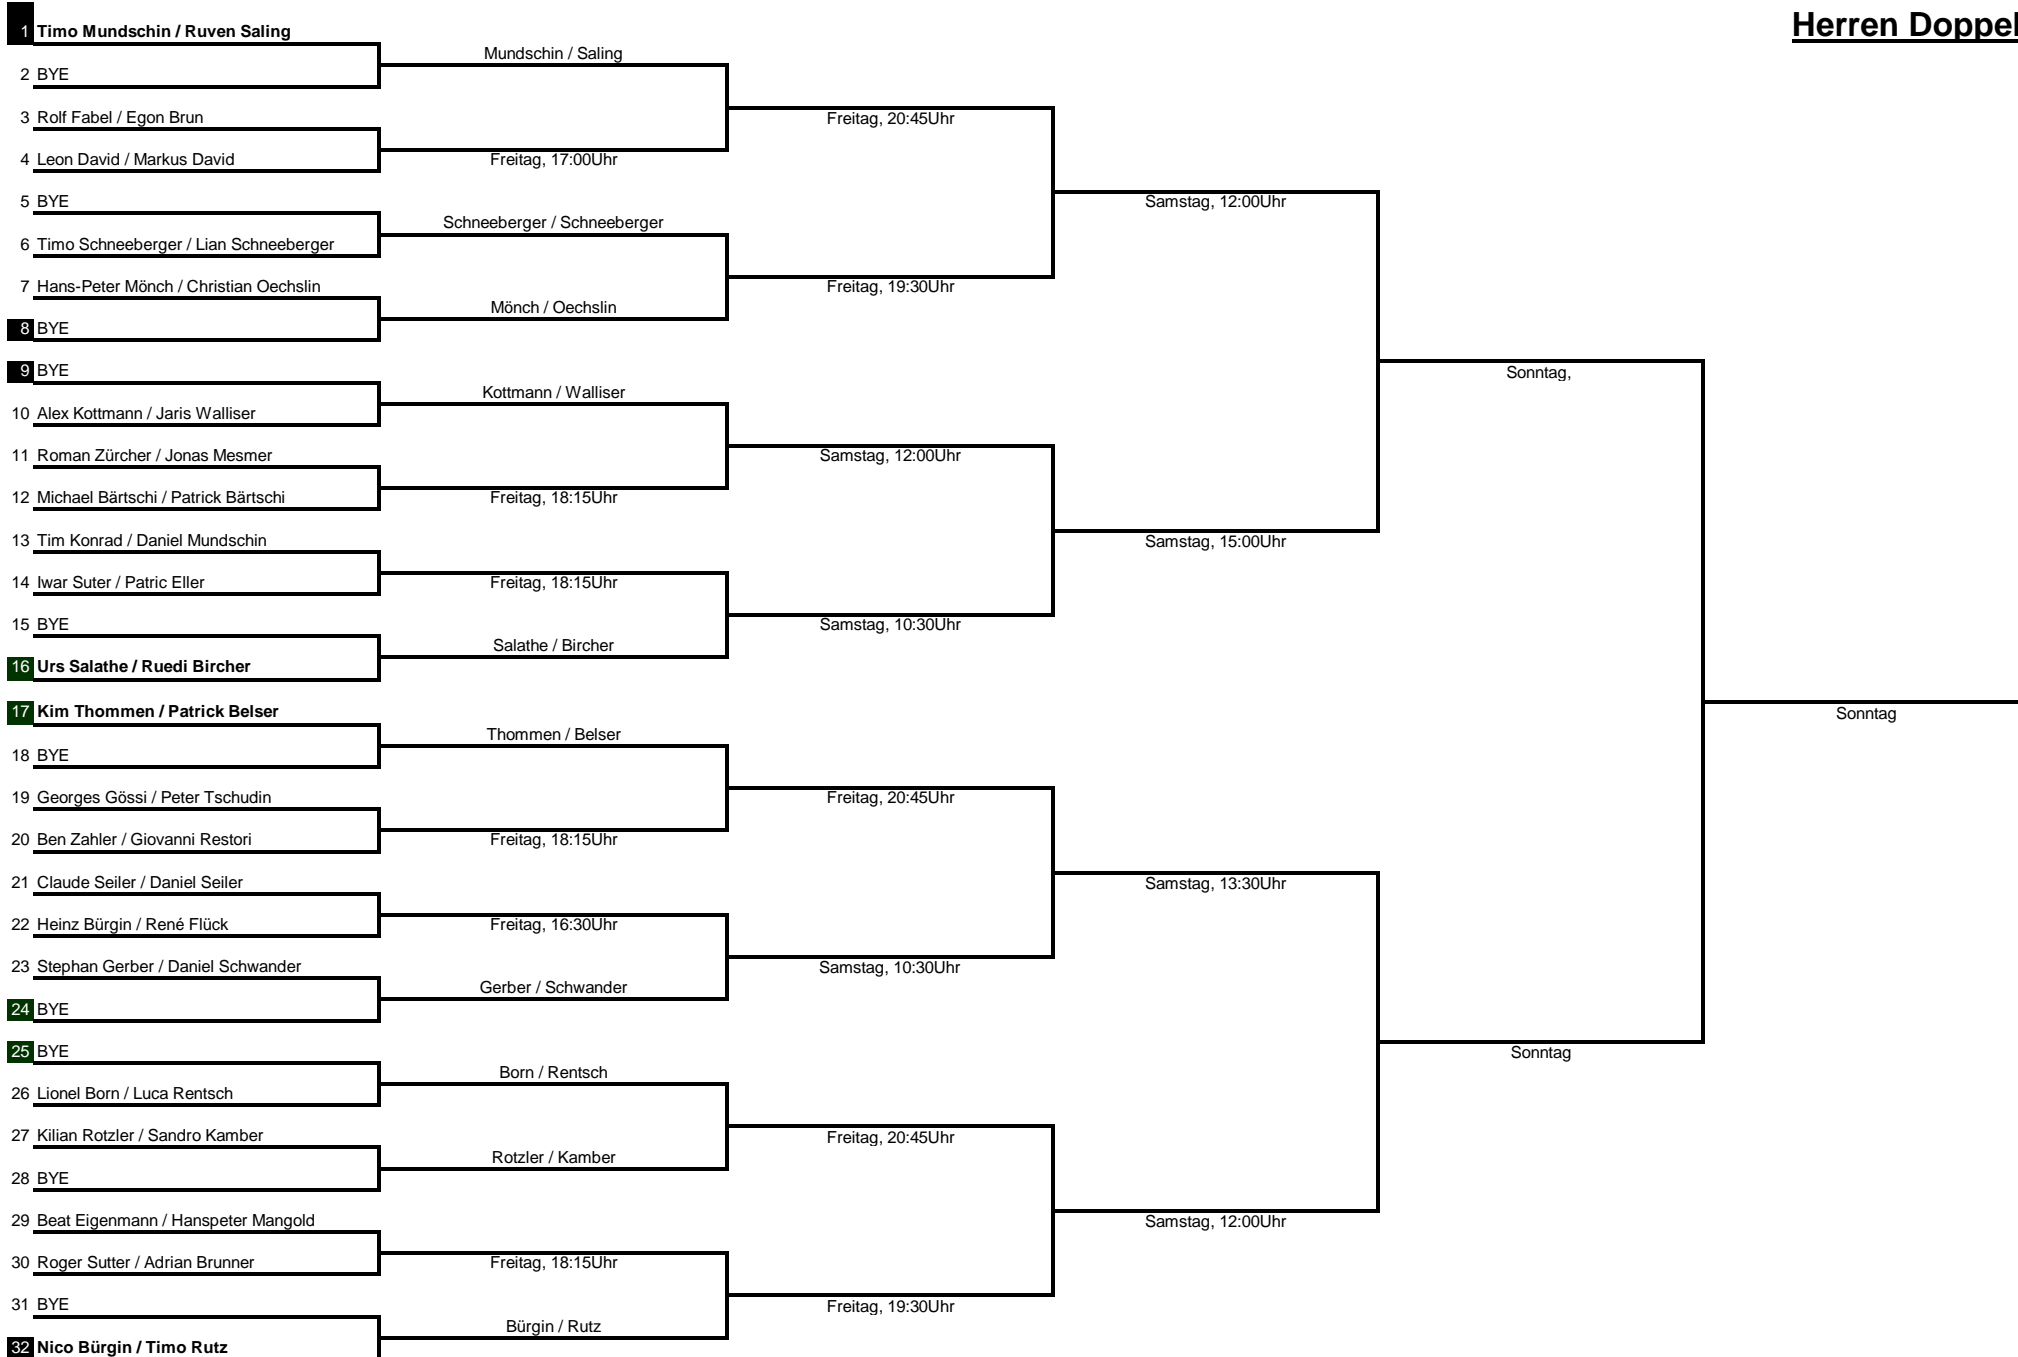 Herren Doppel
1 Timo Mundschin / Ruven Saling
Mundschin / Saling
2 BYE
3 Rolf Fabel / Egon Brun
Freitag, 20:45Uhr
4 Leon David / Markus David
Freitag, 17:00Uhr
5 BYE
Samstag, 12:00Uhr
Schneeberger / Schneeberger
6 Timo Schneeberger / Lian Schneeberger
7 Hans-Peter Mönch / Christian Oechslin
Freitag, 19:30Uhr
Mönch / Oechslin
8 BYE
9 BYE
Sonntag,
Kottmann / Walliser
10 Alex Kottmann / Jaris Walliser
11 Roman Zürcher / Jonas Mesmer
Samstag, 12:00Uhr
12 Michael Bärtschi / Patrick Bärtschi
Freitag, 18:15Uhr
13 Tim Konrad / Daniel Mundschin
Samstag, 15:00Uhr
14 Iwar Suter / Patric Eller
Freitag, 18:15Uhr
15 BYE
Samstag, 10:30Uhr
Salathe / Bircher
16 Urs Salathe / Ruedi Bircher
17 Kim Thommen / Patrick Belser
Sonntag
Thommen / Belser
18 BYE
19 Georges Gössi / Peter Tschudin
Freitag, 20:45Uhr
20 Ben Zahler / Giovanni Restori
Freitag, 18:15Uhr
21 Claude Seiler / Daniel Seiler
Samstag, 13:30Uhr
22 Heinz Bürgin / René Flück
Freitag, 16:30Uhr
23 Stephan Gerber / Daniel Schwander
Samstag, 10:30Uhr
Gerber / Schwander
24 BYE
25 BYE
Sonntag
Born / Rentsch
26 Lionel Born / Luca Rentsch
27 Kilian Rotzler / Sandro Kamber
Freitag, 20:45Uhr
Rotzler / Kamber
28 BYE
29 Beat Eigenmann / Hanspeter Mangold
Samstag, 12:00Uhr
30 Roger Sutter / Adrian Brunner
Freitag, 18:15Uhr
31 BYE
Freitag, 19:30Uhr
Bürgin / Rutz
32 Nico Bürgin / Timo Rutz